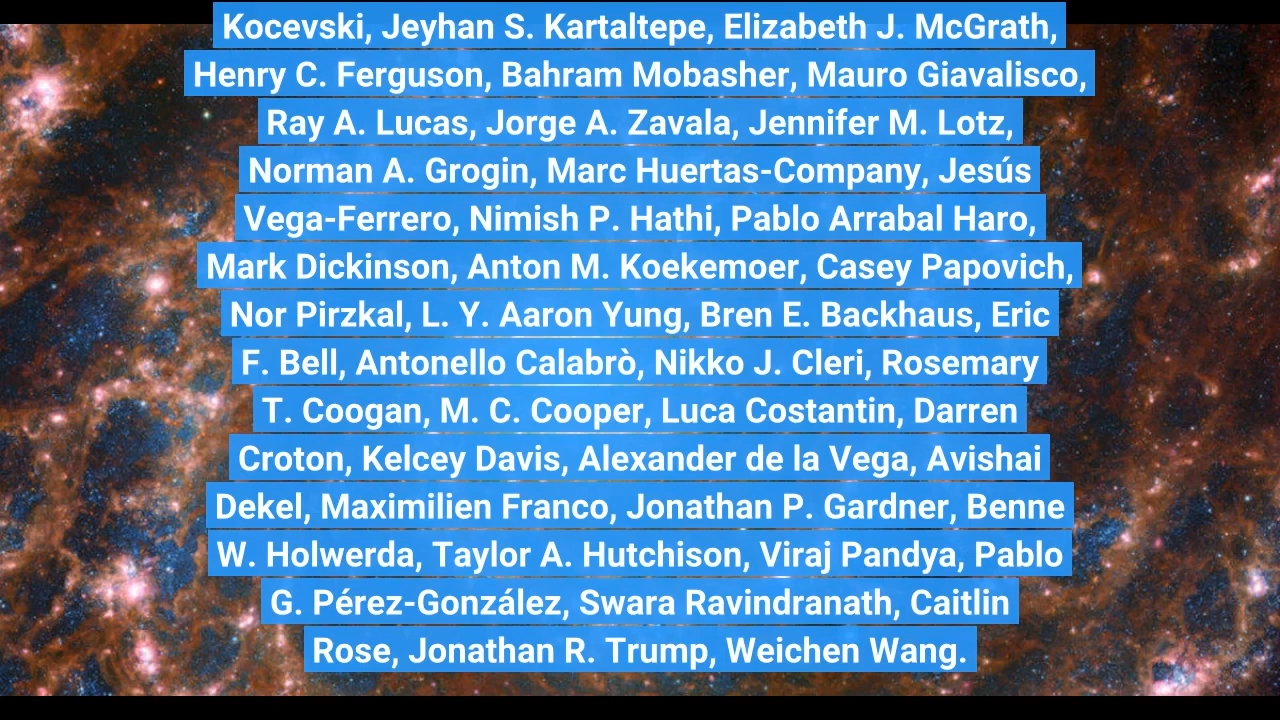 Kocevski, Jeyhan S. Kartaltepe, Elizabeth J. McGrath,
Henry C. Ferguson, Bahram Mobasher, Mauro Giavalisco,
Ray A. Lucas, Jorge A. Zavala, Jennifer M. Lotz,
Norman A. Grogin, Marc Huertas-Company, Jesús
Vega-Ferrero, Nimish P. Hathi, Pablo Arrabal Haro,
Mark Dickinson, Anton M. Koekemoer, Casey Papovich,
Nor Pirzkal, L. Y. Aaron Yung, Bren E. Backhaus, Eric
F. Bell, Antonello Calabrò, Nikko J. Cleri, Rosemary
T. Coogan, M. C. Cooper, Luca Costantin, Darren
Croton, Kelcey Davis, Alexander de la Vega, Avishai
Dekel, Maximilien Franco, Jonathan P. Gardner, Benne
W. Holwerda, Taylor A. Hutchison, Viraj Pandya, Pablo
G. Pérez-González, Swara Ravindranath, Caitlin
Rose, Jonathan R. Trump, Weichen Wang.